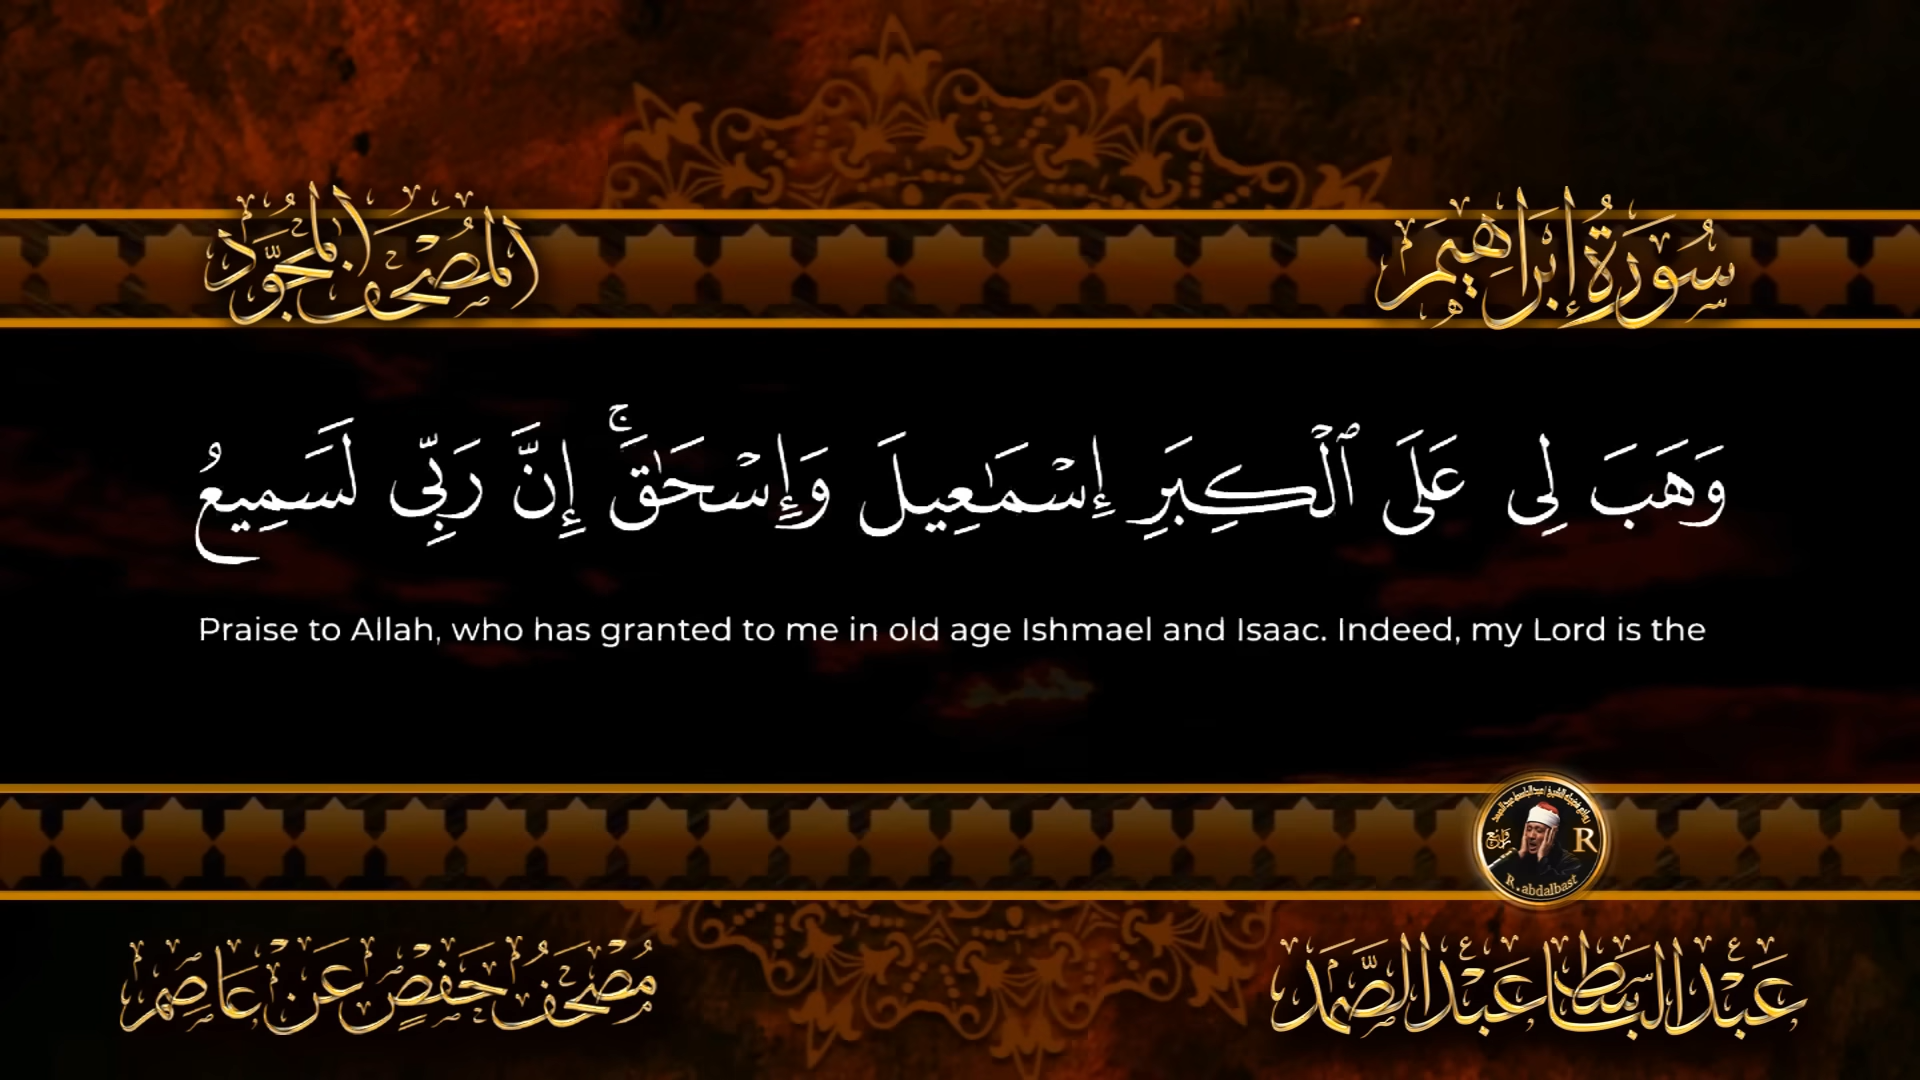 سُورَةُ إِبْرَاهِيمَ
المُصْحَفُ المُجَوَّد
وَهَبَ لِى عَلَى ٱلْكِبَرِ إِسْمَـٰعِيلَ وَإِسْحَـٰقَ ۚ إِنَّ رَبِّى لَسَمِيعُ
Praise to Allah, who has granted to me in old age Ishmael and Isaac. Indeed, my Lord is the
R
R.abdalbast
عَبْدُ البَاسِط عَبْدُ الصَّمَد
مُصْحَفُ حَفْصٍ عَنْ عَاصِم